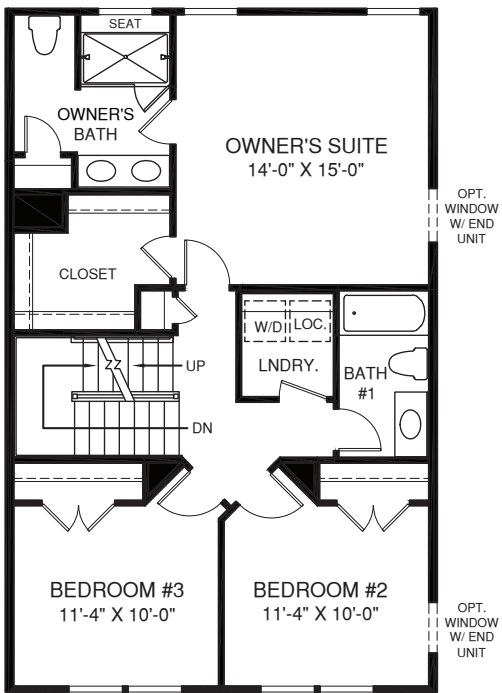 SEAT
OWNER'S
BATH
OWNER'S SUITE
14'-0" X 15'-0"
OPT.
WINDOW
W/ END
UNIT
CLOSET
W/D
LOC.
LNDRY.
BATH
#1
UP
DN
BEDROOM #3
11'-4" X 10'-0"
BEDROOM #2
11'-4" X 10'-0"
OPT.
WINDOW
W/ END
UNIT